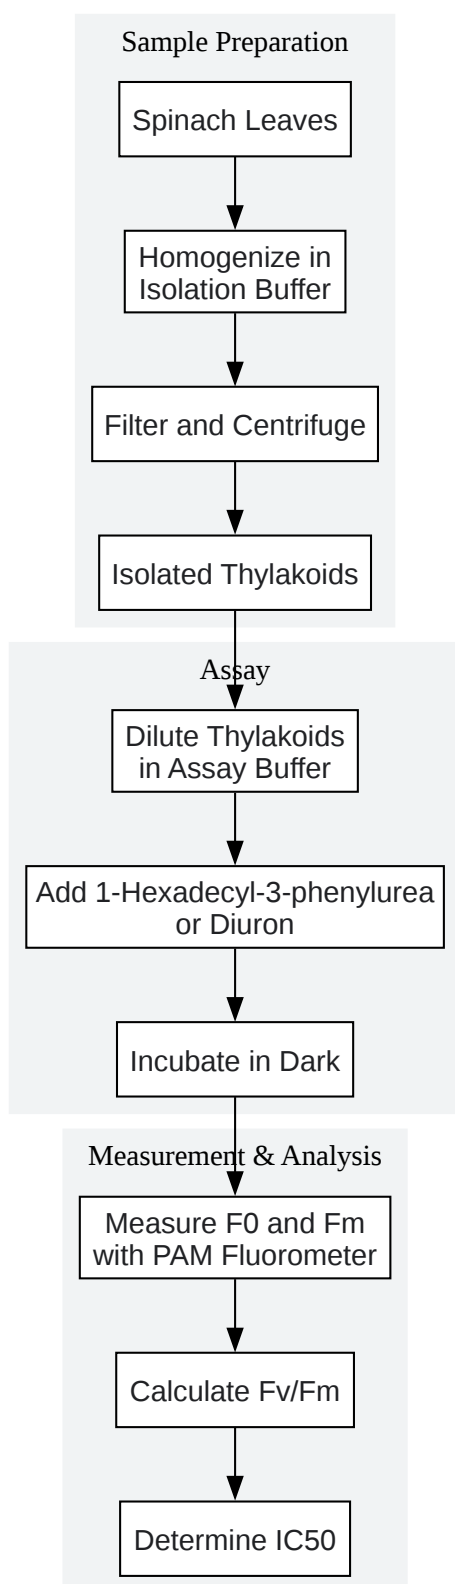 Sample Preparation
Spinach Leaves
Homogenize in
Isolation Buffer
Filter and Centrifuge
Isolated Thylakoids
Assay
Dilute Thylakoids
in Assay Buffer
Add 1-Hexadecyl-3-phenylurea
or Diuron
Incubate in Dark
Measurement & Analysis
Measure F0 and Fm
with PAM Fluorometer
Calculate Fv/Fm
Determine IC50